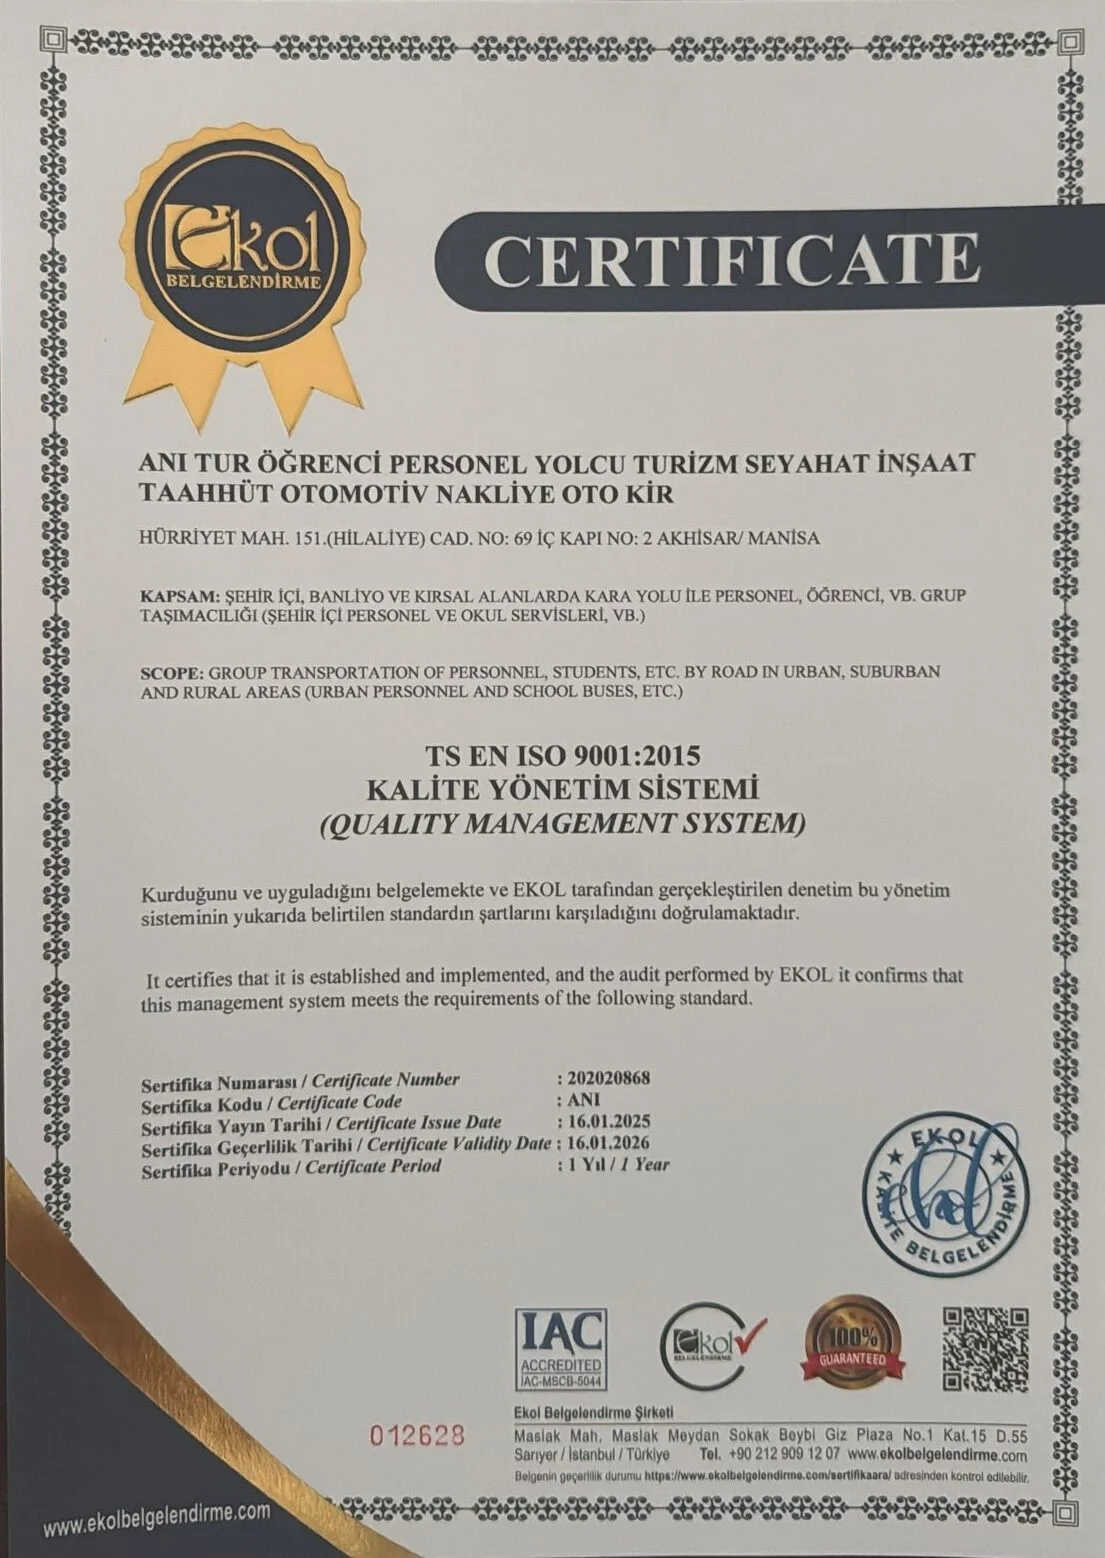 Ekol
BELGELENDİRME
CERTIFICATE
ANI TUR ÖĞRENCİ PERSONEL YOLCU TURİZM SEYAHAT İNŞAAT
TAAHHÜT OTOMOTİV NAKLİYE OTO KİR
HÜRRİYET MAH. 151.(HİLALİYE) CAD. NO: 69 İÇ KAPI NO: 2 AKHİSAR/ MANİSA
KAPSAM: ŞEHİR İÇİ, BANLİYO VE KIRSAL ALANLARDA KARA YOLU İLE PERSONEL, ÖĞRENCİ, VB. GRUP
TAŞIMACILIĞI (ŞEHİR İÇİ PERSONEL VE OKUL SERVİSLERİ, VB.)
SCOPE: GROUP TRANSPORTATION OF PERSONNEL, STUDENTS, ETC. BY ROAD IN URBAN, SUBURBAN
AND RURAL AREAS (URBAN PERSONNEL AND SCHOOL BUSES, ETC.)
TS EN ISO 9001:2015
KALİTE YÖNETİM SİSTEMİ
(QUALITY MANAGEMENT SYSTEM)
Kurduğunu ve uyguladığını belgelemekte ve EKOL tarafından gerçekleştirilen denetim bu yönetim
sisteminin yukarıda belirtilen standardın şartlarını karşıladığını doğrulamaktadır.
It certifies that it is established and implemented, and the audit performed by EKOL it confirms that
this management system meets the requirements of the following standard.
Sertifika Numarası / Certificate Number : 202020868
Sertifika Kodu / Certificate Code : ANI
Sertifika Yayın Tarihi / Certificate Issue Date : 16.01.2025
Sertifika Geçerlilik Tarihi / Certificate Validity Date : 16.01.2026
Sertifika Periyodu / Certificate Period : 1 Yıl / 1 Year
EKOL
KALİTE BELGELENDİRME
IAC
ACCREDITED
IAC-MSCB-5044
Ekol
BELGELENDİRME
100%
GUARANTEED
Ekol Belgelendirme Şirketi
Maslak Mah. Maslak Meydan Sokak Beybi Giz Plaza No.1 Kat.15 D.55
Sarıyer / İstanbul / Türkiye Tel. +90 212 909 12 07 www.ekolbelgelendirme.com
Belgenin geçerlilik durumu https://www.ekolbelgelendirme.com/sertifikaara/ adresinden kontrol edilebilir.
012628
www.ekolbelgelendirme.com